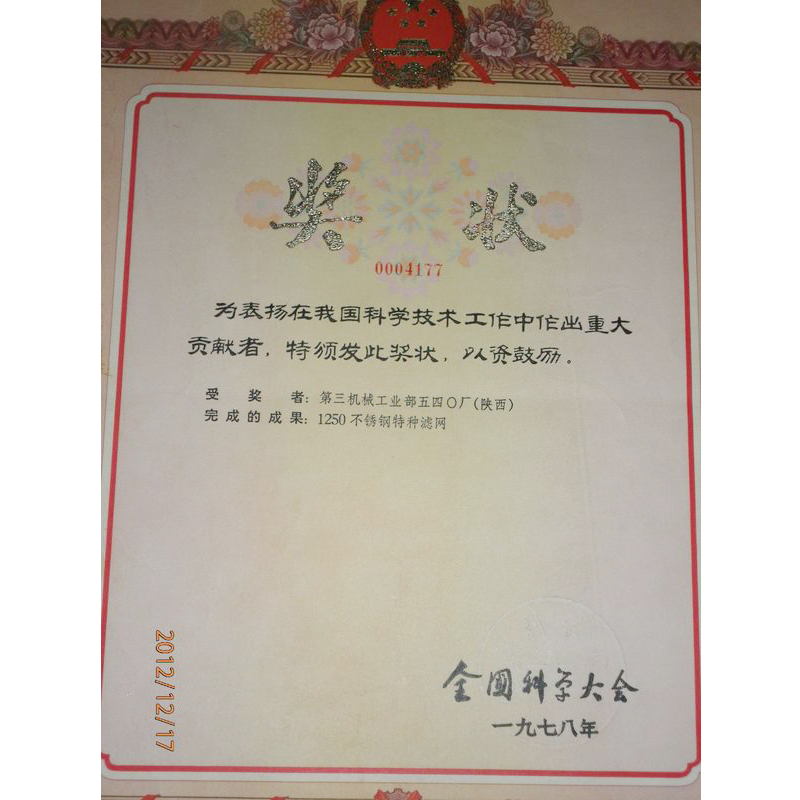 奖状
0004177
为表扬在我国科学技术工作中作出重大
贡献者，特颁发此奖状，以资鼓励。
受奖者：第三机械工业部五四〇厂(陕西)
完成的成果：1250不锈钢特种滤网
全国科学大会
一九七八年
2012/12/17